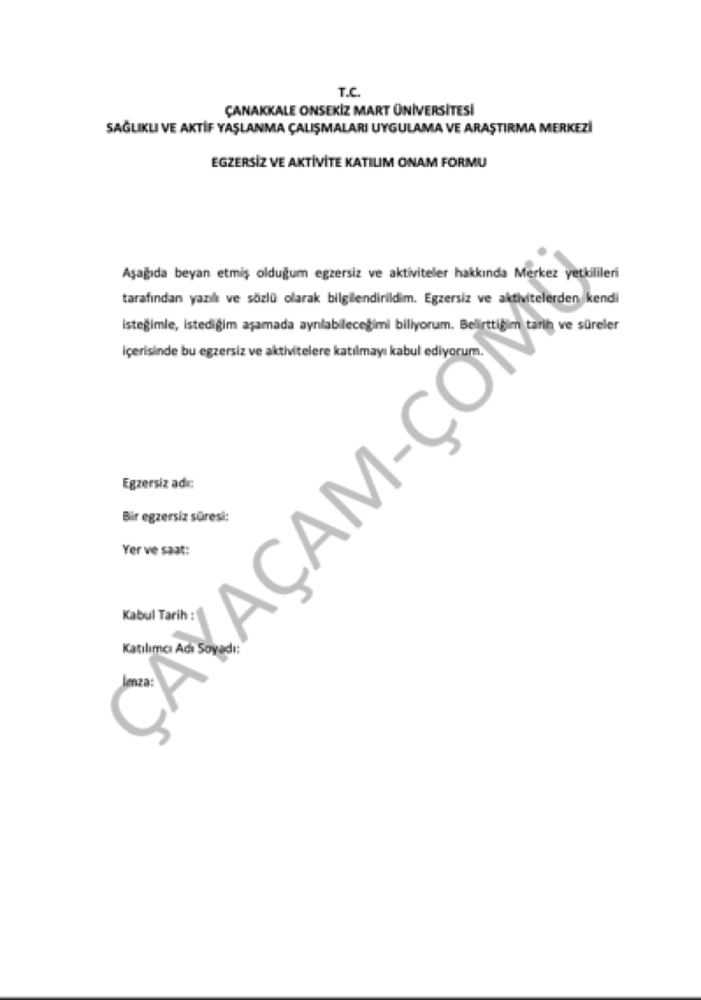 T.C.
ÇANAKKALE ONSEKİZ MART ÜNİVERSİTESİ
SAĞLIKLI VE AKTİF YAŞLANMA ÇALIŞMALARI UYGULAMA VE ARAŞTIRMA MERKEZİ
EGZERSİZ VE AKTİVİTE KATILIM ONAM FORMU
Aşağıda beyan etmiş olduğum egzersiz ve aktiviteler hakkında Merkez yetkilileri
tarafından yazılı ve sözlü olarak bilgilendirildim. Egzersiz ve aktivitelerden kendi
isteğimle, istediğim aşamada ayrılabileceğimi biliyorum. Belirttiğim tarih ve süreler
içerisinde bu egzersiz ve aktivitelere katılmayı kabul ediyorum.
Egzersiz adı:
Bir egzersiz süresi:
Yer ve saat:
Kabul Tarih :
Katılımcı Adı Soyadı:
İmza:
ÇAYAÇAM-ÇOMÜ